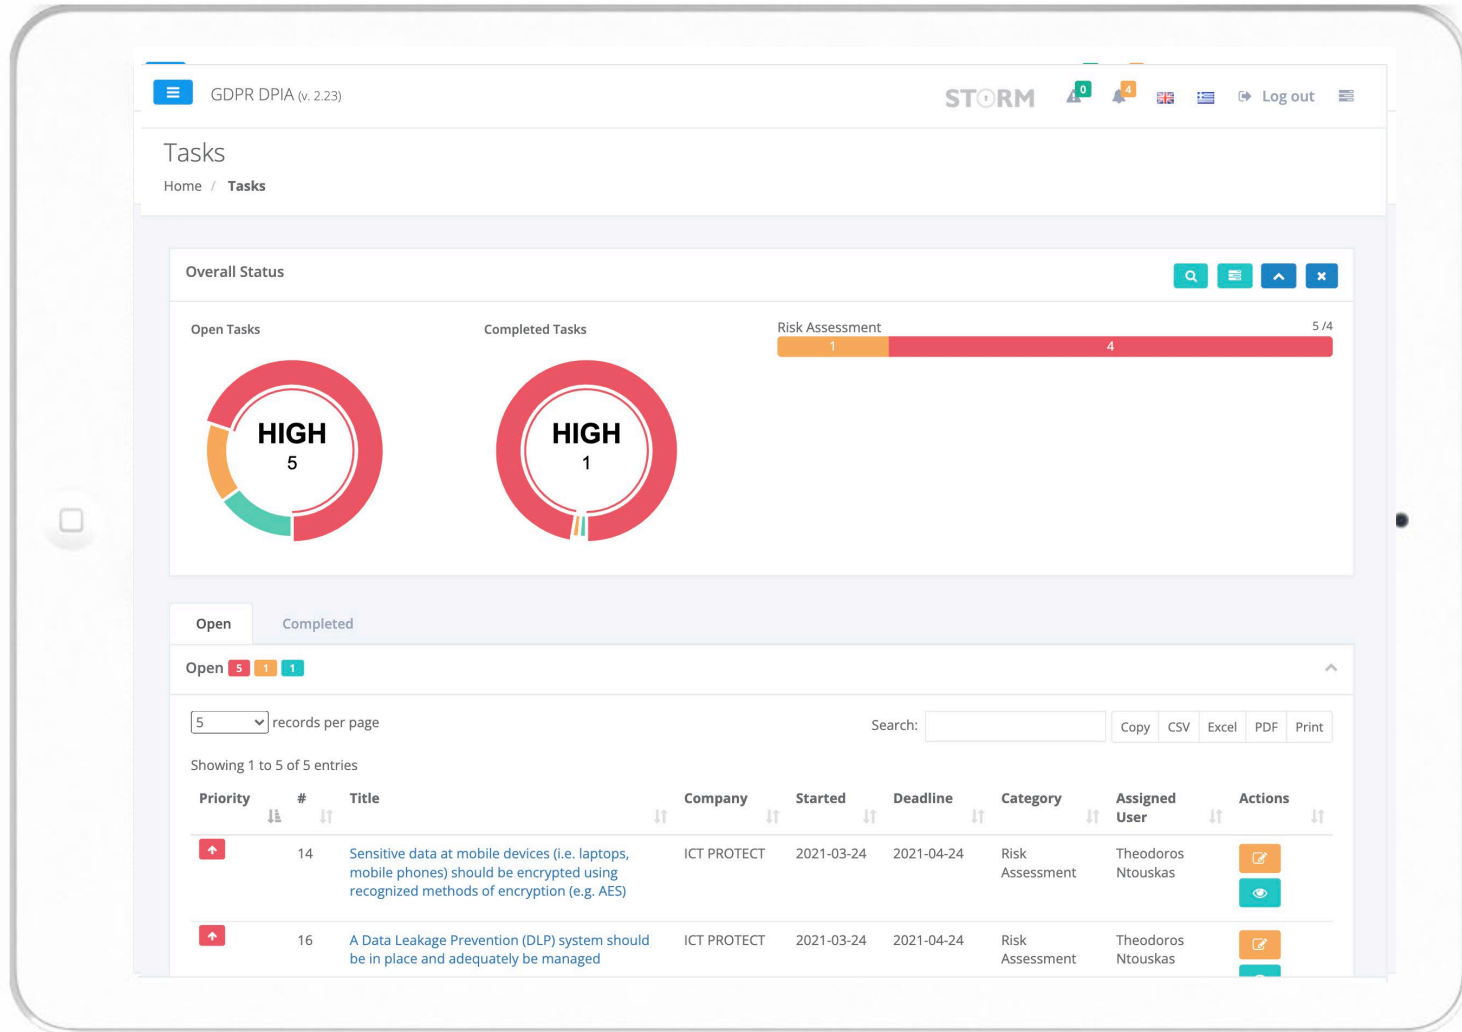 GDPR DPIA (v. 2.23)
STORM
0
4
Log out
Tasks
Home / Tasks
Overall Status
Open Tasks
Completed Tasks
Risk Assessment
5 /4
1
4
HIGH
5
HIGH
1
Open
Completed
Open 5 1 1
5 records per page
Search:
Copy CSV Excel PDF Print
Showing 1 to 5 of 5 entries
Priority # Title Company Started Deadline Category Assigned User Actions
14 Sensitive data at mobile devices (i.e. laptops, ICT PROTECT 2021-03-24 2021-04-24 Risk Theodoros
mobile phones) should be encrypted using Assessment Ntouskas
recognized methods of encryption (e.g. AES)
16 A Data Leakage Prevention (DLP) system should ICT PROTECT 2021-03-24 2021-04-24 Risk Theodoros
be in place and adequately be managed Assessment Ntouskas